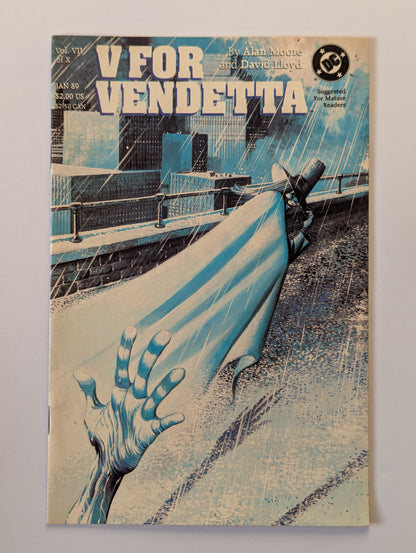 Vol. VII
of X
JAN 89
$2.00 US
$2.50 CAN
V FOR
VENDETTA
By Alan Moore
and David Lloyd
DC
Suggested
For Mature
Readers